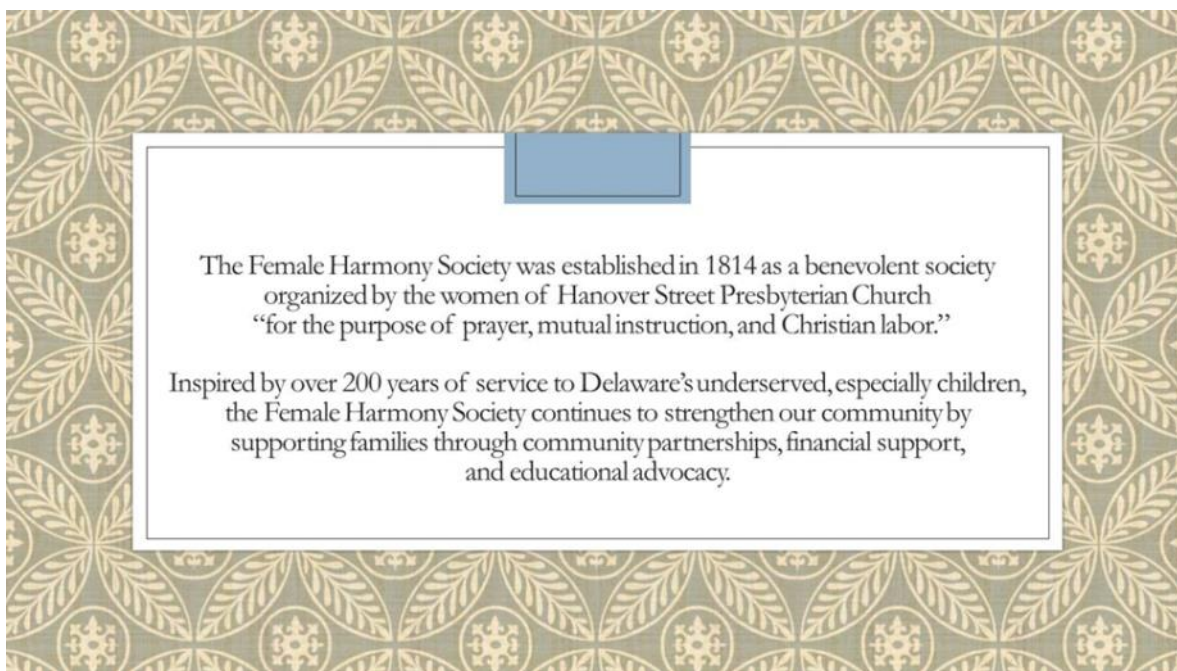 The Female Harmony Society was established in 1814 as a benevolent society
organized by the women of Hanover Street Presbyterian Church
“for the purpose of prayer, mutual instruction, and Christian labor.”
Inspired by over 200 years of service to Delaware’s underserved, especially children,
the Female Harmony Society continues to strengthen our community by
supporting families through community partnerships, financial support,
and educational advocacy.